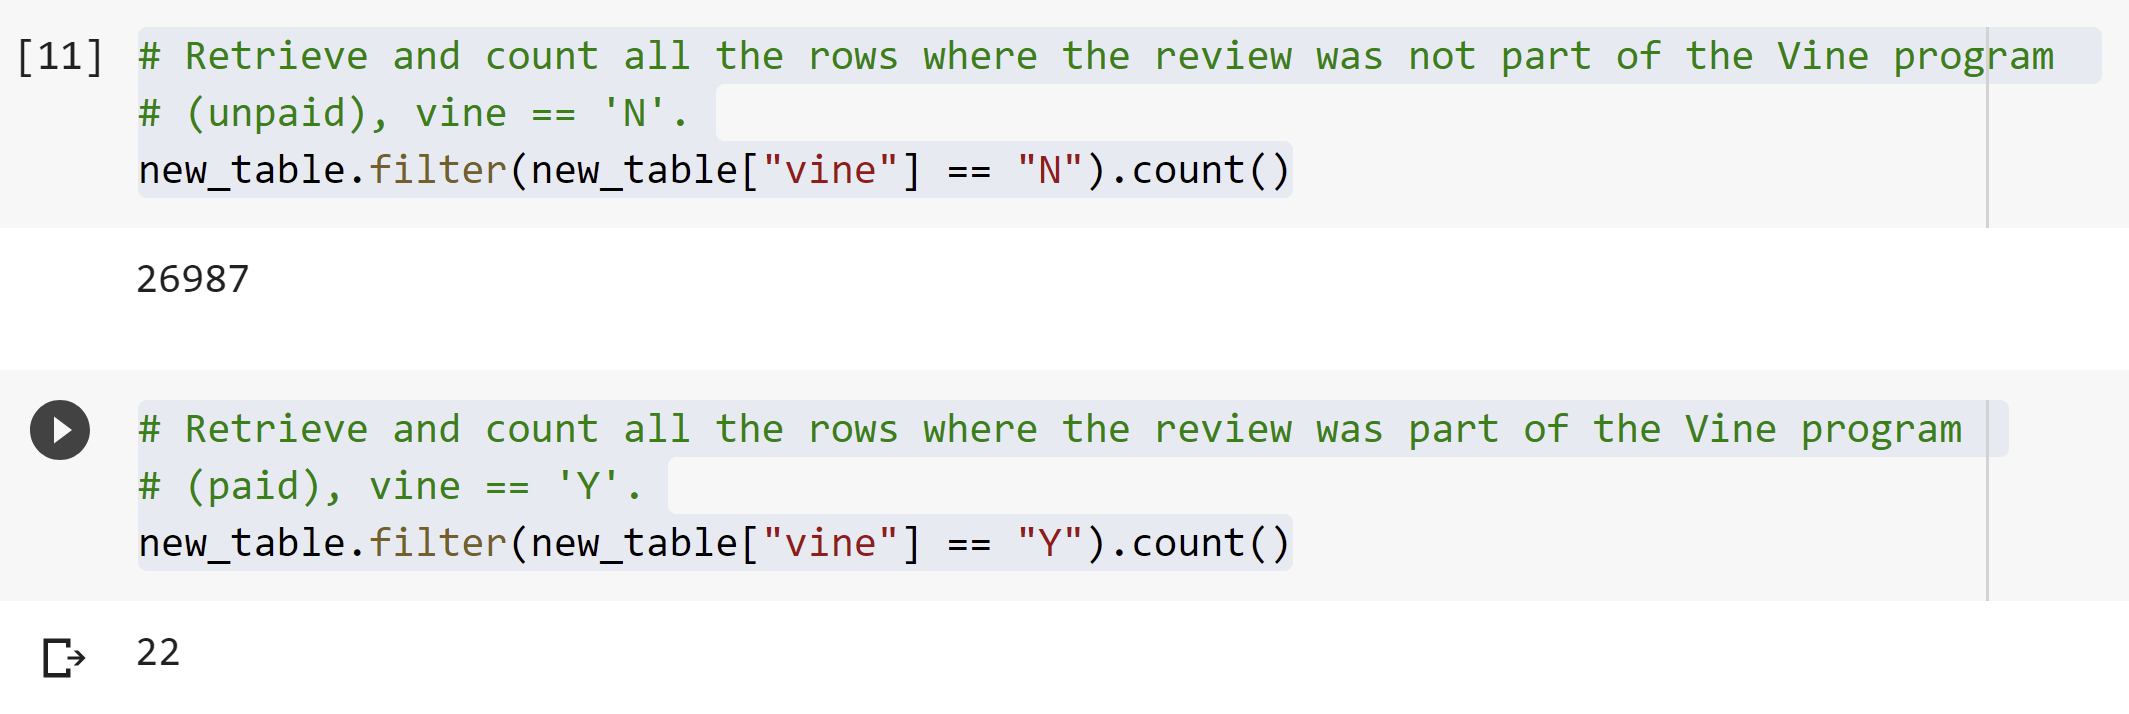 [11] # Retrieve and count all the rows where the review was not part of the Vine program
# (unpaid), vine == 'N'.
new_table.filter(new_table["vine"] == "N").count()
26987
# Retrieve and count all the rows where the review was part of the Vine program
# (paid), vine == 'Y'.
new_table.filter(new_table["vine"] == "Y").count()
22